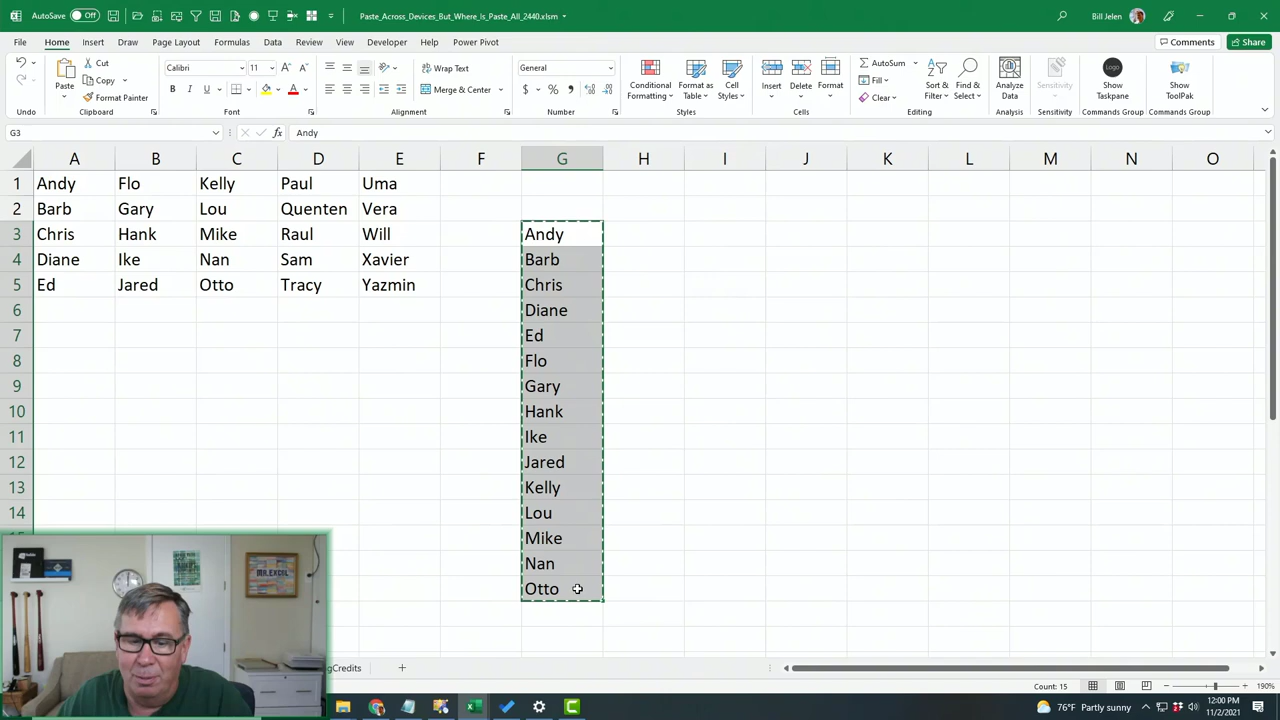 AutoSave Off
Paste_Across_Devices_But_Where_Is_Paste_All_2440.xlsm
Bill Jelen
File Home Insert Draw Page Layout Formulas Data Review View Developer Help Power Pivot
Comments Share
Undo
Paste
Cut
Copy
Format Painter
Clipboard
Calibri 11
B I U
Font
Wrap Text
Merge & Center
Alignment
General
$ % 9
Number
Conditional Formatting
Format as Table
Cell Styles
Styles
Insert Delete Format
Cells
AutoSum
Fill
Clear
Sort & Filter
Find & Select
Editing
Analyze Data
Analysis
Sensitivity
Sensitivity
Show Taskpane
Commands Group
Show ToolPak
Commands Group
G3 fx Andy
A B C D E F G H I J K L M N O
1 Andy Flo Kelly Paul Uma
2 Barb Gary Lou Quenten Vera
3 Chris Hank Mike Raul Will Andy
4 Diane Ike Nan Sam Xavier Barb
5 Ed Jared Otto Tracy Yazmin Chris
6 Diane
7 Ed
8 Flo
9 Gary
10 Hank
11 Ike
12 Jared
13 Kelly
14 Lou
Mike
Nan
Otto
MR.EXCEL
gCredits
Count: 15
190%
76°F Partly sunny
12:00 PM
11/2/2021